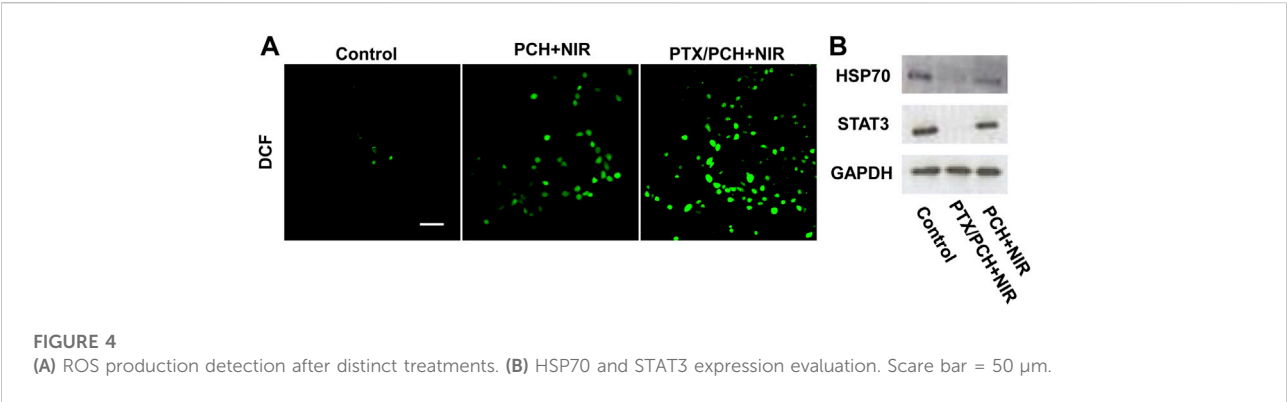 A
Control
PCH+NIR
PTX/PCH+NIR
DCF
B
HSP70
STAT3
GAPDH
Control
PTX/PCH+NIR
PCH+NIR
FIGURE 4
(A) ROS production detection after distinct treatments. (B) HSP70 and STAT3 expression evaluation. Scare bar = 50 μm.